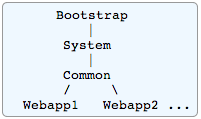 Bootstrap
|
System
|
Common
/ \
Webapp1 Webapp2 ...